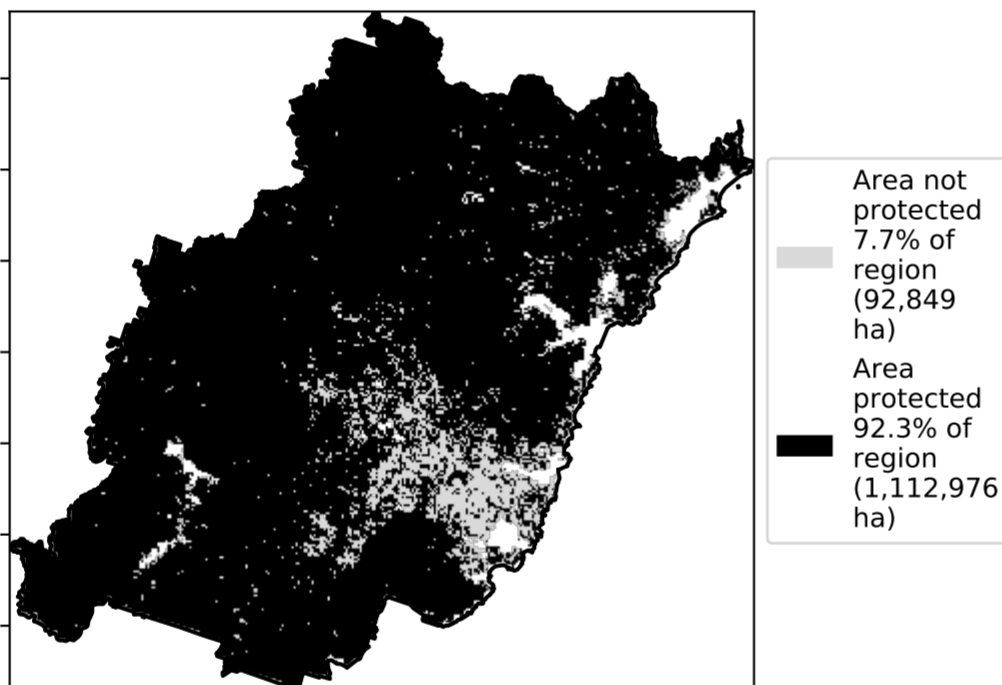 Area not
protected
7.7% of
region
(92,849
ha)
Area
protected
92.3% of
region
(1,112,976
ha)